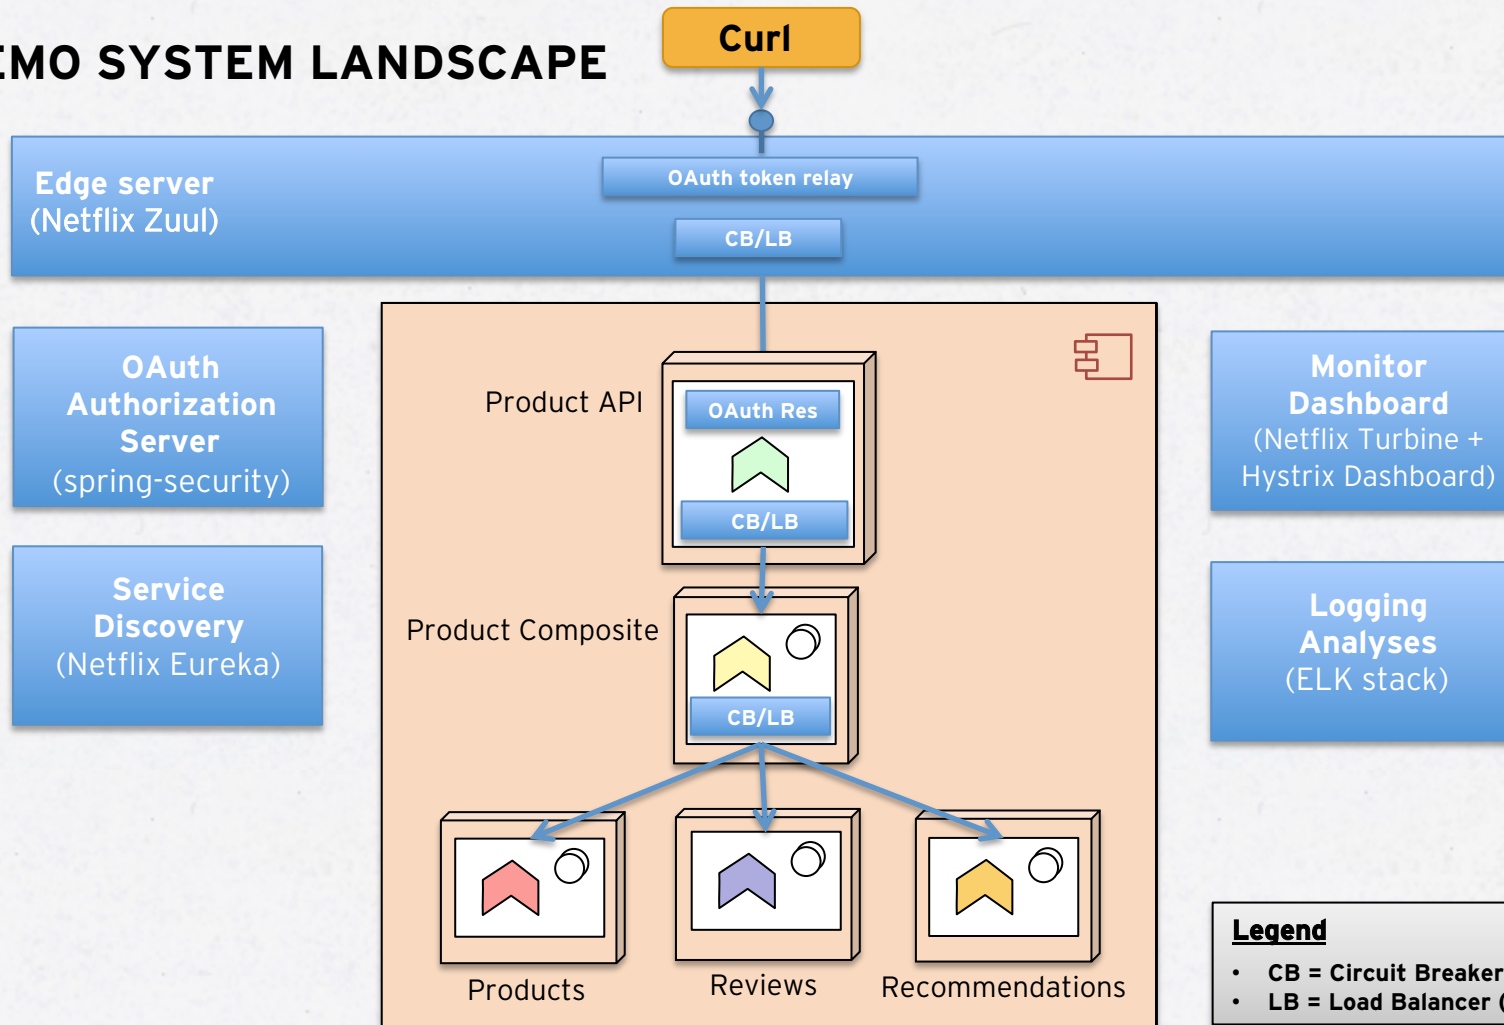 EMO SYSTEM LANDSCAPE
Curl
Edge server
(Netflix Zuul)
OAuth token relay
CB/LB
OAuth
Authorization
Server
(spring-security)
Service
Discovery
(Netflix Eureka)
Product API
OAuth Res
CB/LB
Product Composite
CB/LB
Products
Reviews
Recommendations
Monitor
Dashboard
(Netflix Turbine +
Hystrix Dashboard)
Logging
Analyses
(ELK stack)
Legend
• CB = Circuit Breaker
• LB = Load Balancer (